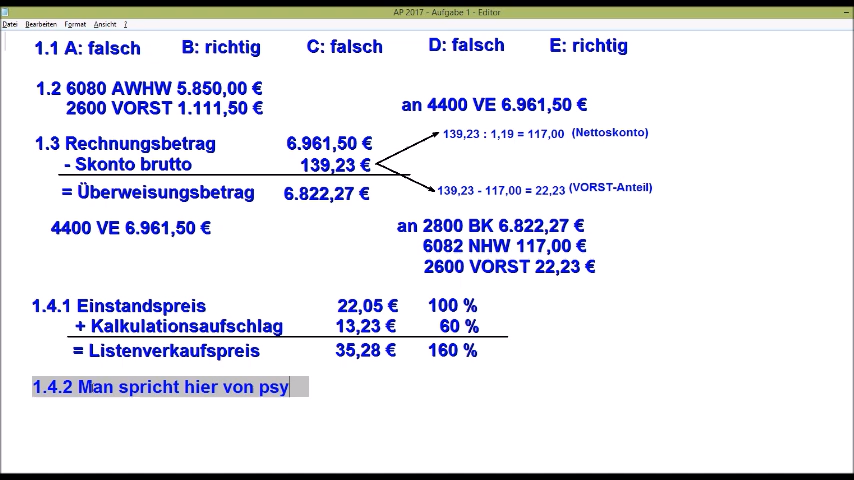 AP 2017 - Aufgabe 1 - Editor
Datei Bearbeiten Format Ansicht ?
1.1 A: falsch B: richtig C: falsch D: falsch E: richtig
1.2 6080 AWHW 5.850,00 €
2600 VORST 1.111,50 € an 4400 VE 6.961,50 €
1.3 Rechnungsbetrag 6.961,50 € 139,23 : 1,19 = 117,00 (Nettoskonto)
- Skonto brutto 139,23 €
= Überweisungsbetrag 6.822,27 € 139,23 - 117,00 = 22,23 (VORST-Anteil)
4400 VE 6.961,50 € an 2800 BK 6.822,27 €
6082 NHW 117,00 €
2600 VORST 22,23 €
1.4.1 Einstandspreis 22,05 € 100 %
+ Kalkulationsaufschlag 13,23 € 60 %
= Listenverkaufspreis 35,28 € 160 %
1.4.2 Man spricht hier von psy